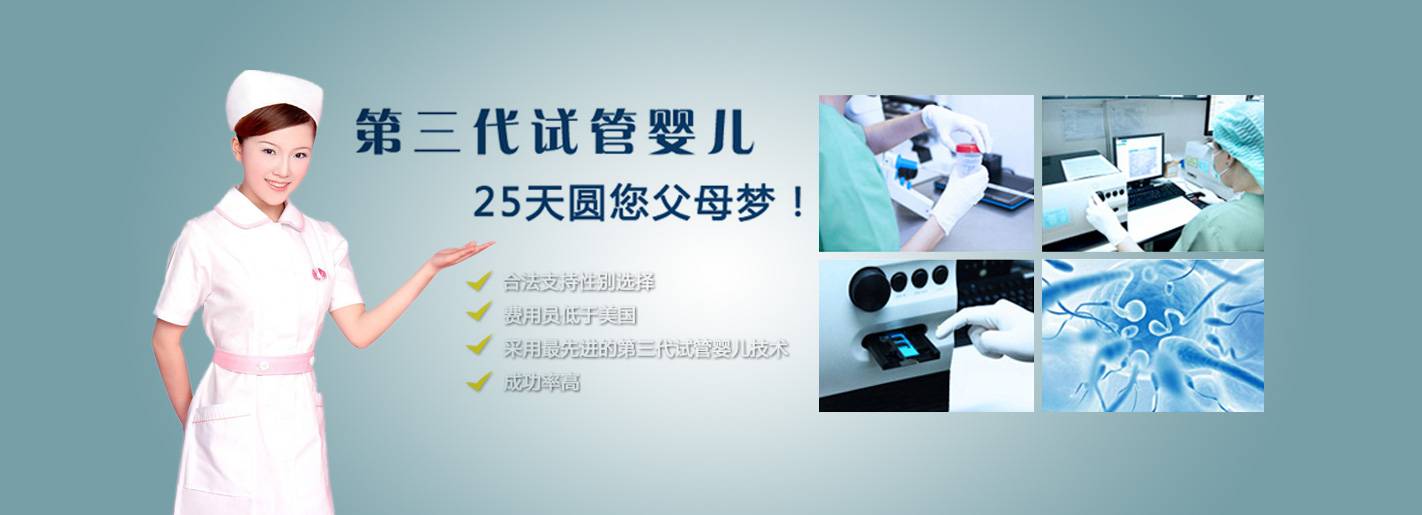 第三代试管婴儿
25天圆您父母梦！
合法支持性别选择
费用员低于美国
采用最先进的第三代试管婴儿技术
成功率高